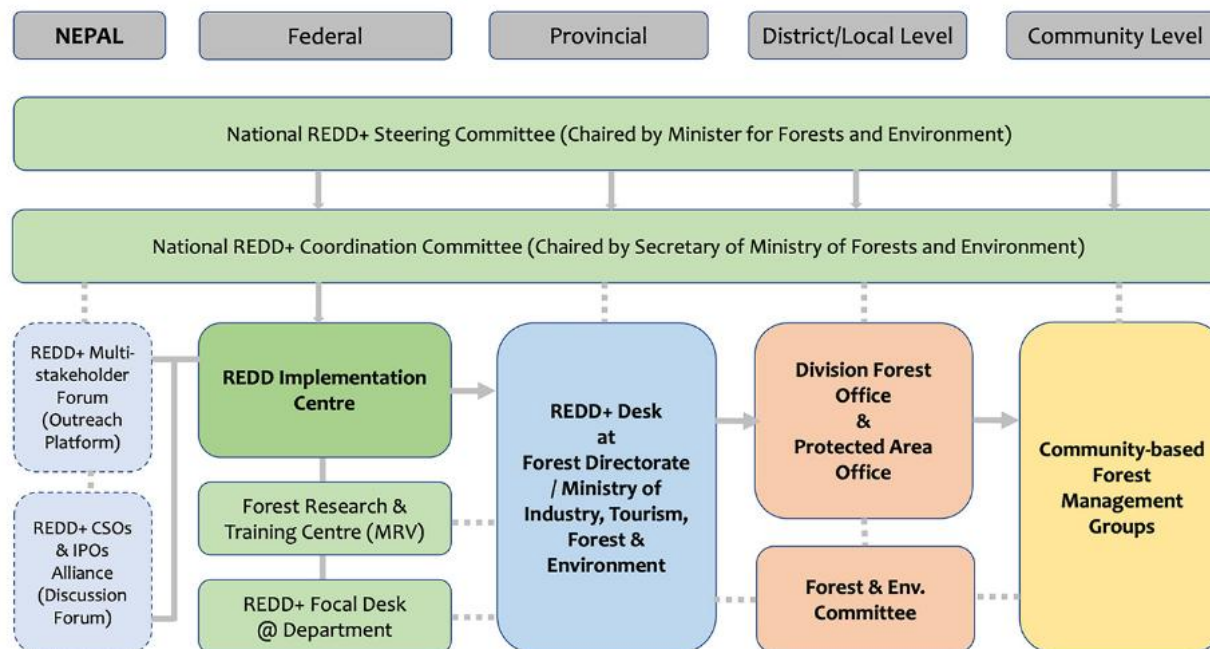 NEPAL
Federal
Provincial
District/Local Level
Community Level
National REDD+ Steering Committee (Chaired by Minister for Forests and Environment)
National REDD+ Coordination Committee (Chaired by Secretary of Ministry of Forests and Environment)
REDD+ Multi-
stakeholder
Forum
(Outreach
Platform)
REDD+ CSOs
& IPOs
Alliance
(Discussion
Forum)
REDD Implementation
Centre
Forest Research &
Training Centre (MRV)
REDD+ Focal Desk
@ Department
REDD+ Desk
at
Forest Directorate
/ Ministry of
Industry, Tourism,
Forest &
Environment
Division Forest
Office
&
Protected Area
Office
Forest & Env.
Committee
Community-based
Forest
Management
Groups